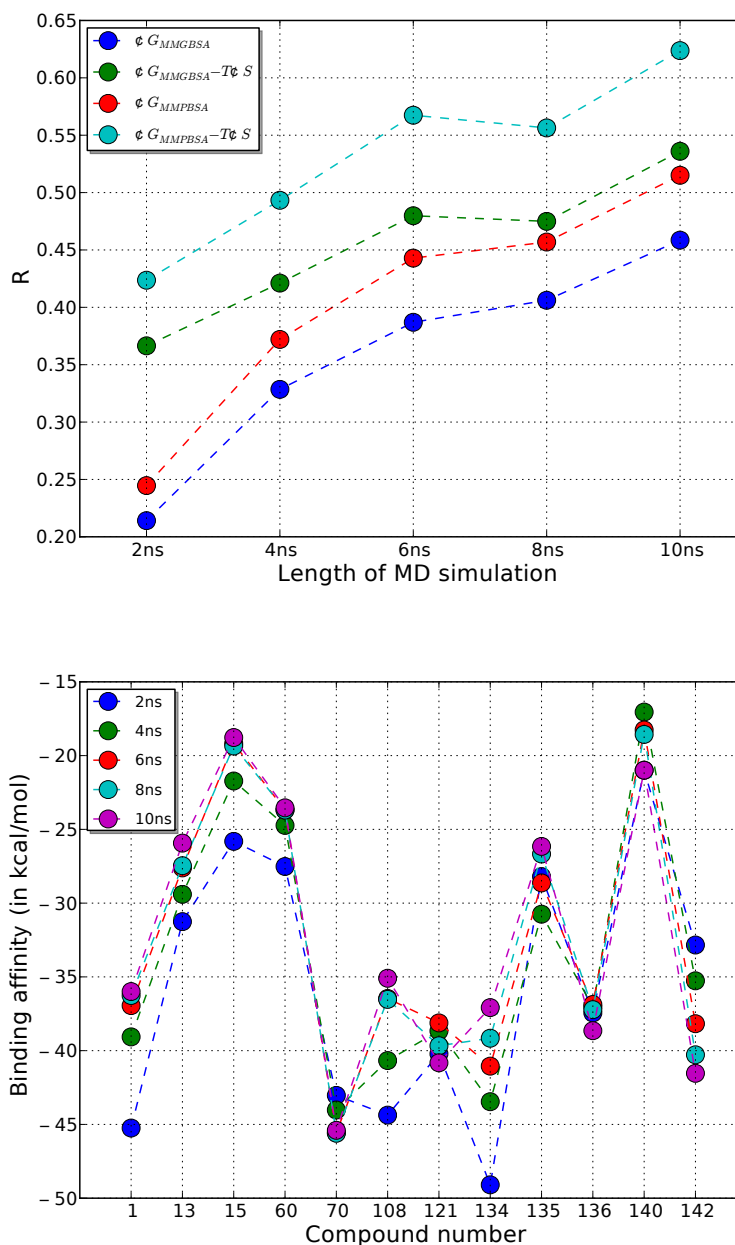 0.65
0.60
0.55
0.50
0.45
0.40
0.35
0.30
0.25
0.20
R
¢ G_MMGBSA
¢ G_MMGBSA−T¢ S
¢ G_MMPBSA
¢ G_MMPBSA−T¢ S
2ns 4ns 6ns 8ns 10ns
Length of MD simulation
−15
−20
−25
−30
−35
−40
−45
−50
Binding affinity (in kcal/mol)
2ns
4ns
6ns
8ns
10ns
1 13 15 60 70 108 121 134 135 136 140 142
Compound number